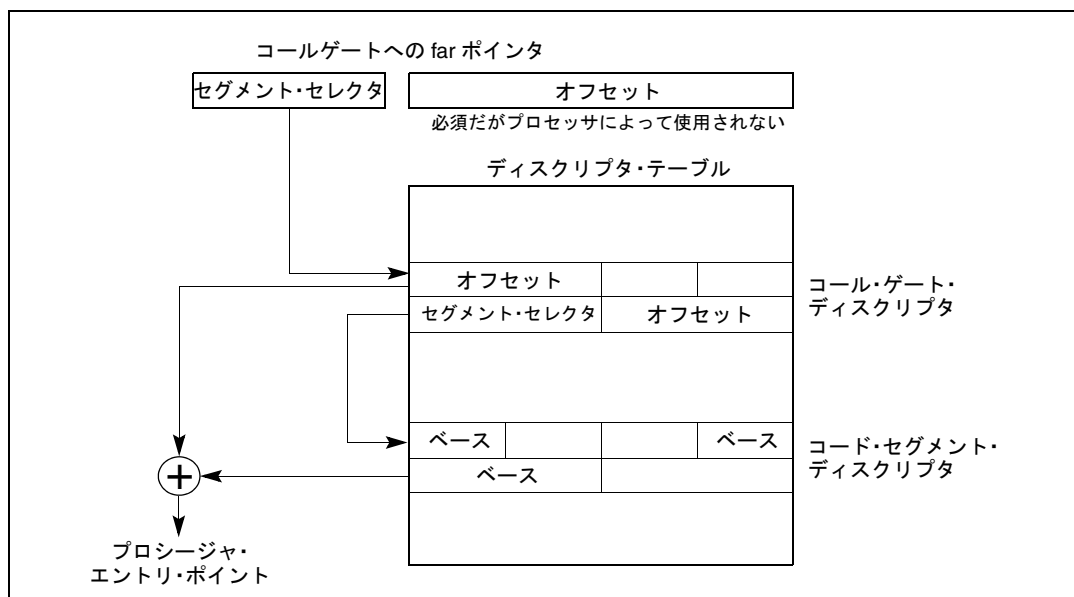 コールゲートへの far ポインタ
セグメント・セレクタ
オフセット
必須だがプロセッサによって使用されない
ディスクリプタ・テーブル
オフセット
セグメント・セレクタ
オフセット
コール・ゲート・
ディスクリプタ
ベース
ベース
ベース
コード・セグメント・
ディスクリプタ
+
プロシージャ・
エントリ・ポイント